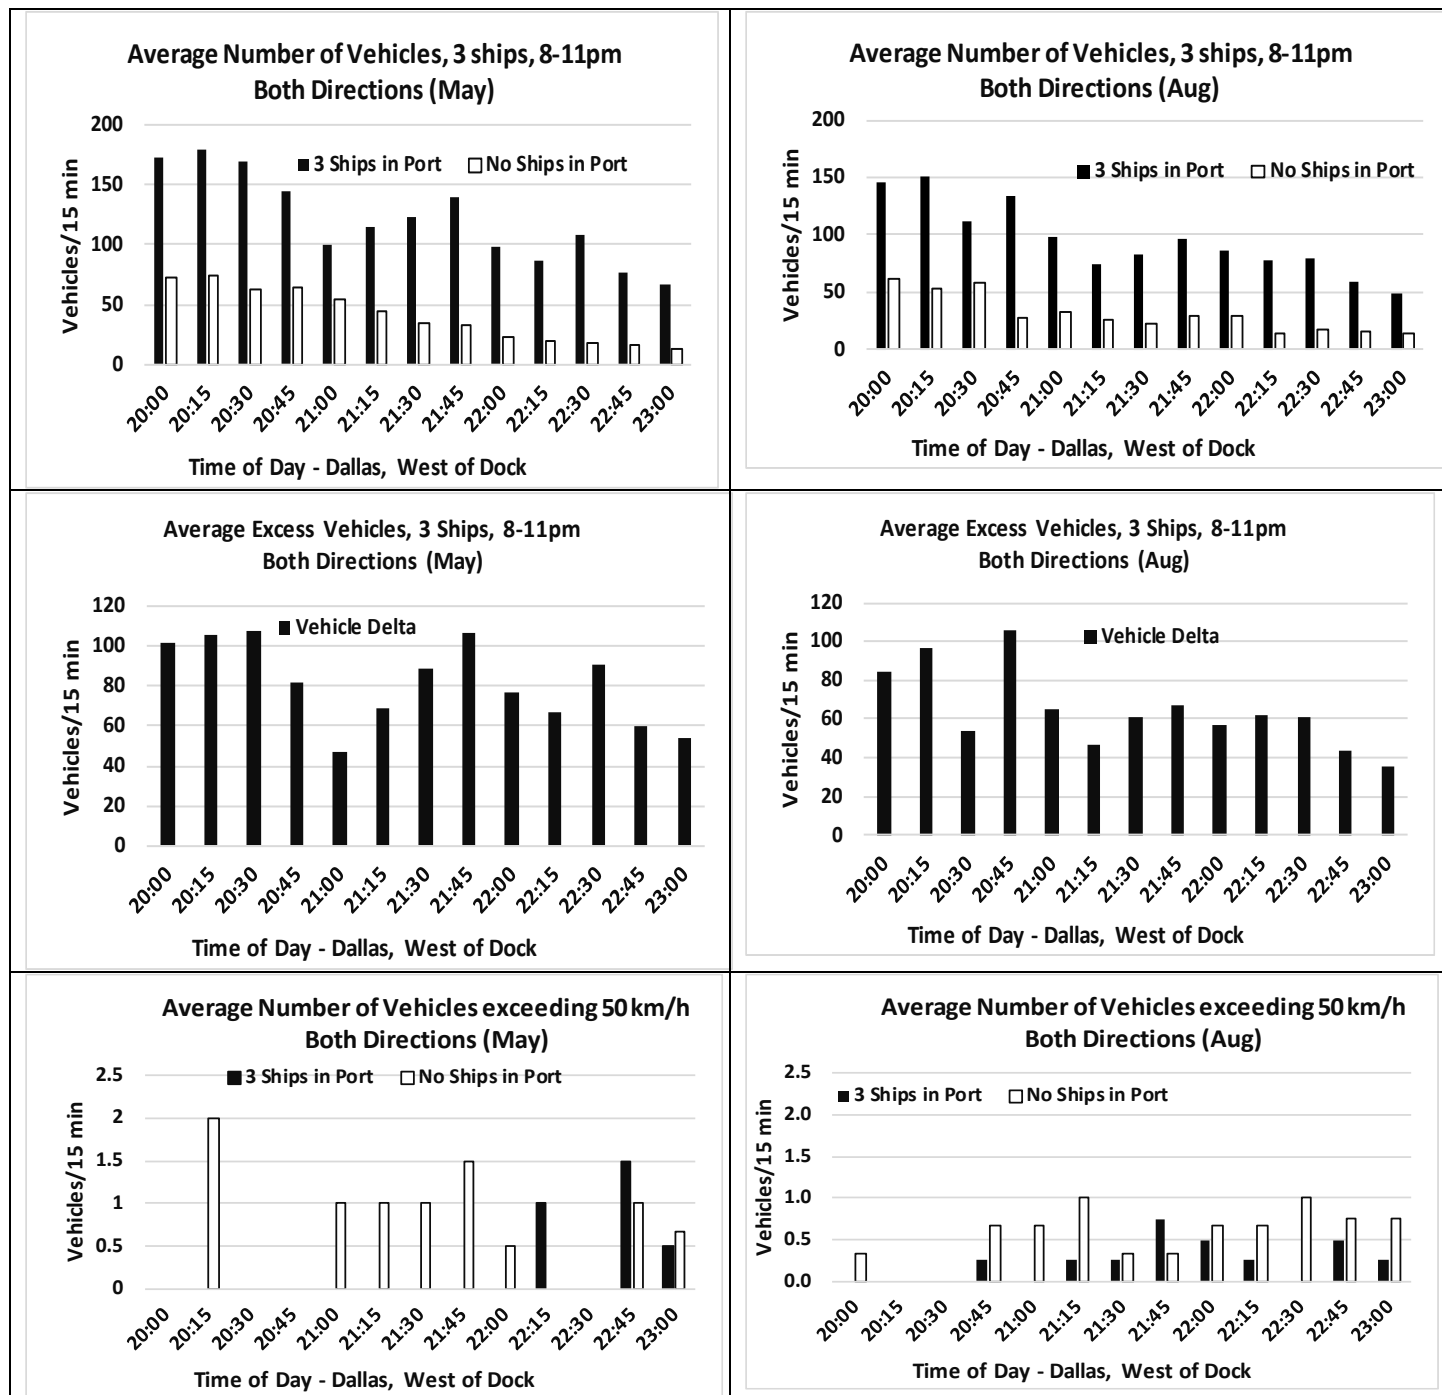 Average Number of Vehicles, 3 ships, 8-11pm
Both Directions (May)
200
150
100
50
0
Vehicles/15 min
3 Ships in Port
No Ships in Port
20:00 20:15 20:30 20:45 21:00 21:15 21:30 21:45 22:00 22:15 22:30 22:45 23:00
Time of Day - Dallas, West of Dock
Average Number of Vehicles, 3 ships, 8-11pm
Both Directions (Aug)
200
150
100
50
0
Vehicles/15 min
3 Ships in Port
No Ships in Port
20:00 20:15 20:30 20:45 21:00 21:15 21:30 21:45 22:00 22:15 22:30 22:45 23:00
Time of Day - Dallas, West of Dock
Average Excess Vehicles, 3 Ships, 8-11pm
Both Directions (May)
120
100
80
60
40
20
0
Vehicles/15 min
Vehicle Delta
20:00 20:15 20:30 20:45 21:00 21:15 21:30 21:45 22:00 22:15 22:30 22:45 23:00
Time of Day - Dallas, West of Dock
Average Excess Vehicles, 3 Ships, 8-11pm
Both Directions (Aug)
120
100
80
60
40
20
0
Vehicles/15 min
Vehicle Delta
20:00 20:15 20:30 20:45 21:00 21:15 21:30 21:45 22:00 22:15 22:30 22:45 23:00
Time of Day - Dallas, West of Dock
Average Number of Vehicles exceeding 50 km/h
Both Directions (May)
2.5
2
1.5
1
0.5
0
Vehicles/15 min
3 Ships in Port
No Ships in Port
20:00 20:15 20:30 20:45 21:00 21:15 21:30 21:45 22:00 22:15 22:30 22:45 23:00
Time of Day - Dallas, West of Dock
Average Number of Vehicles exceeding 50 km/h
Both Directions (Aug)
2.5
2.0
1.5
1.0
0.5
0.0
Vehicles/15 min
3 Ships in Port
No Ships in Port
20:00 20:15 20:30 20:45 21:00 21:15 21:30 21:45 22:00 22:15 22:30 22:45 23:00
Time of Day - Dallas, West of Dock